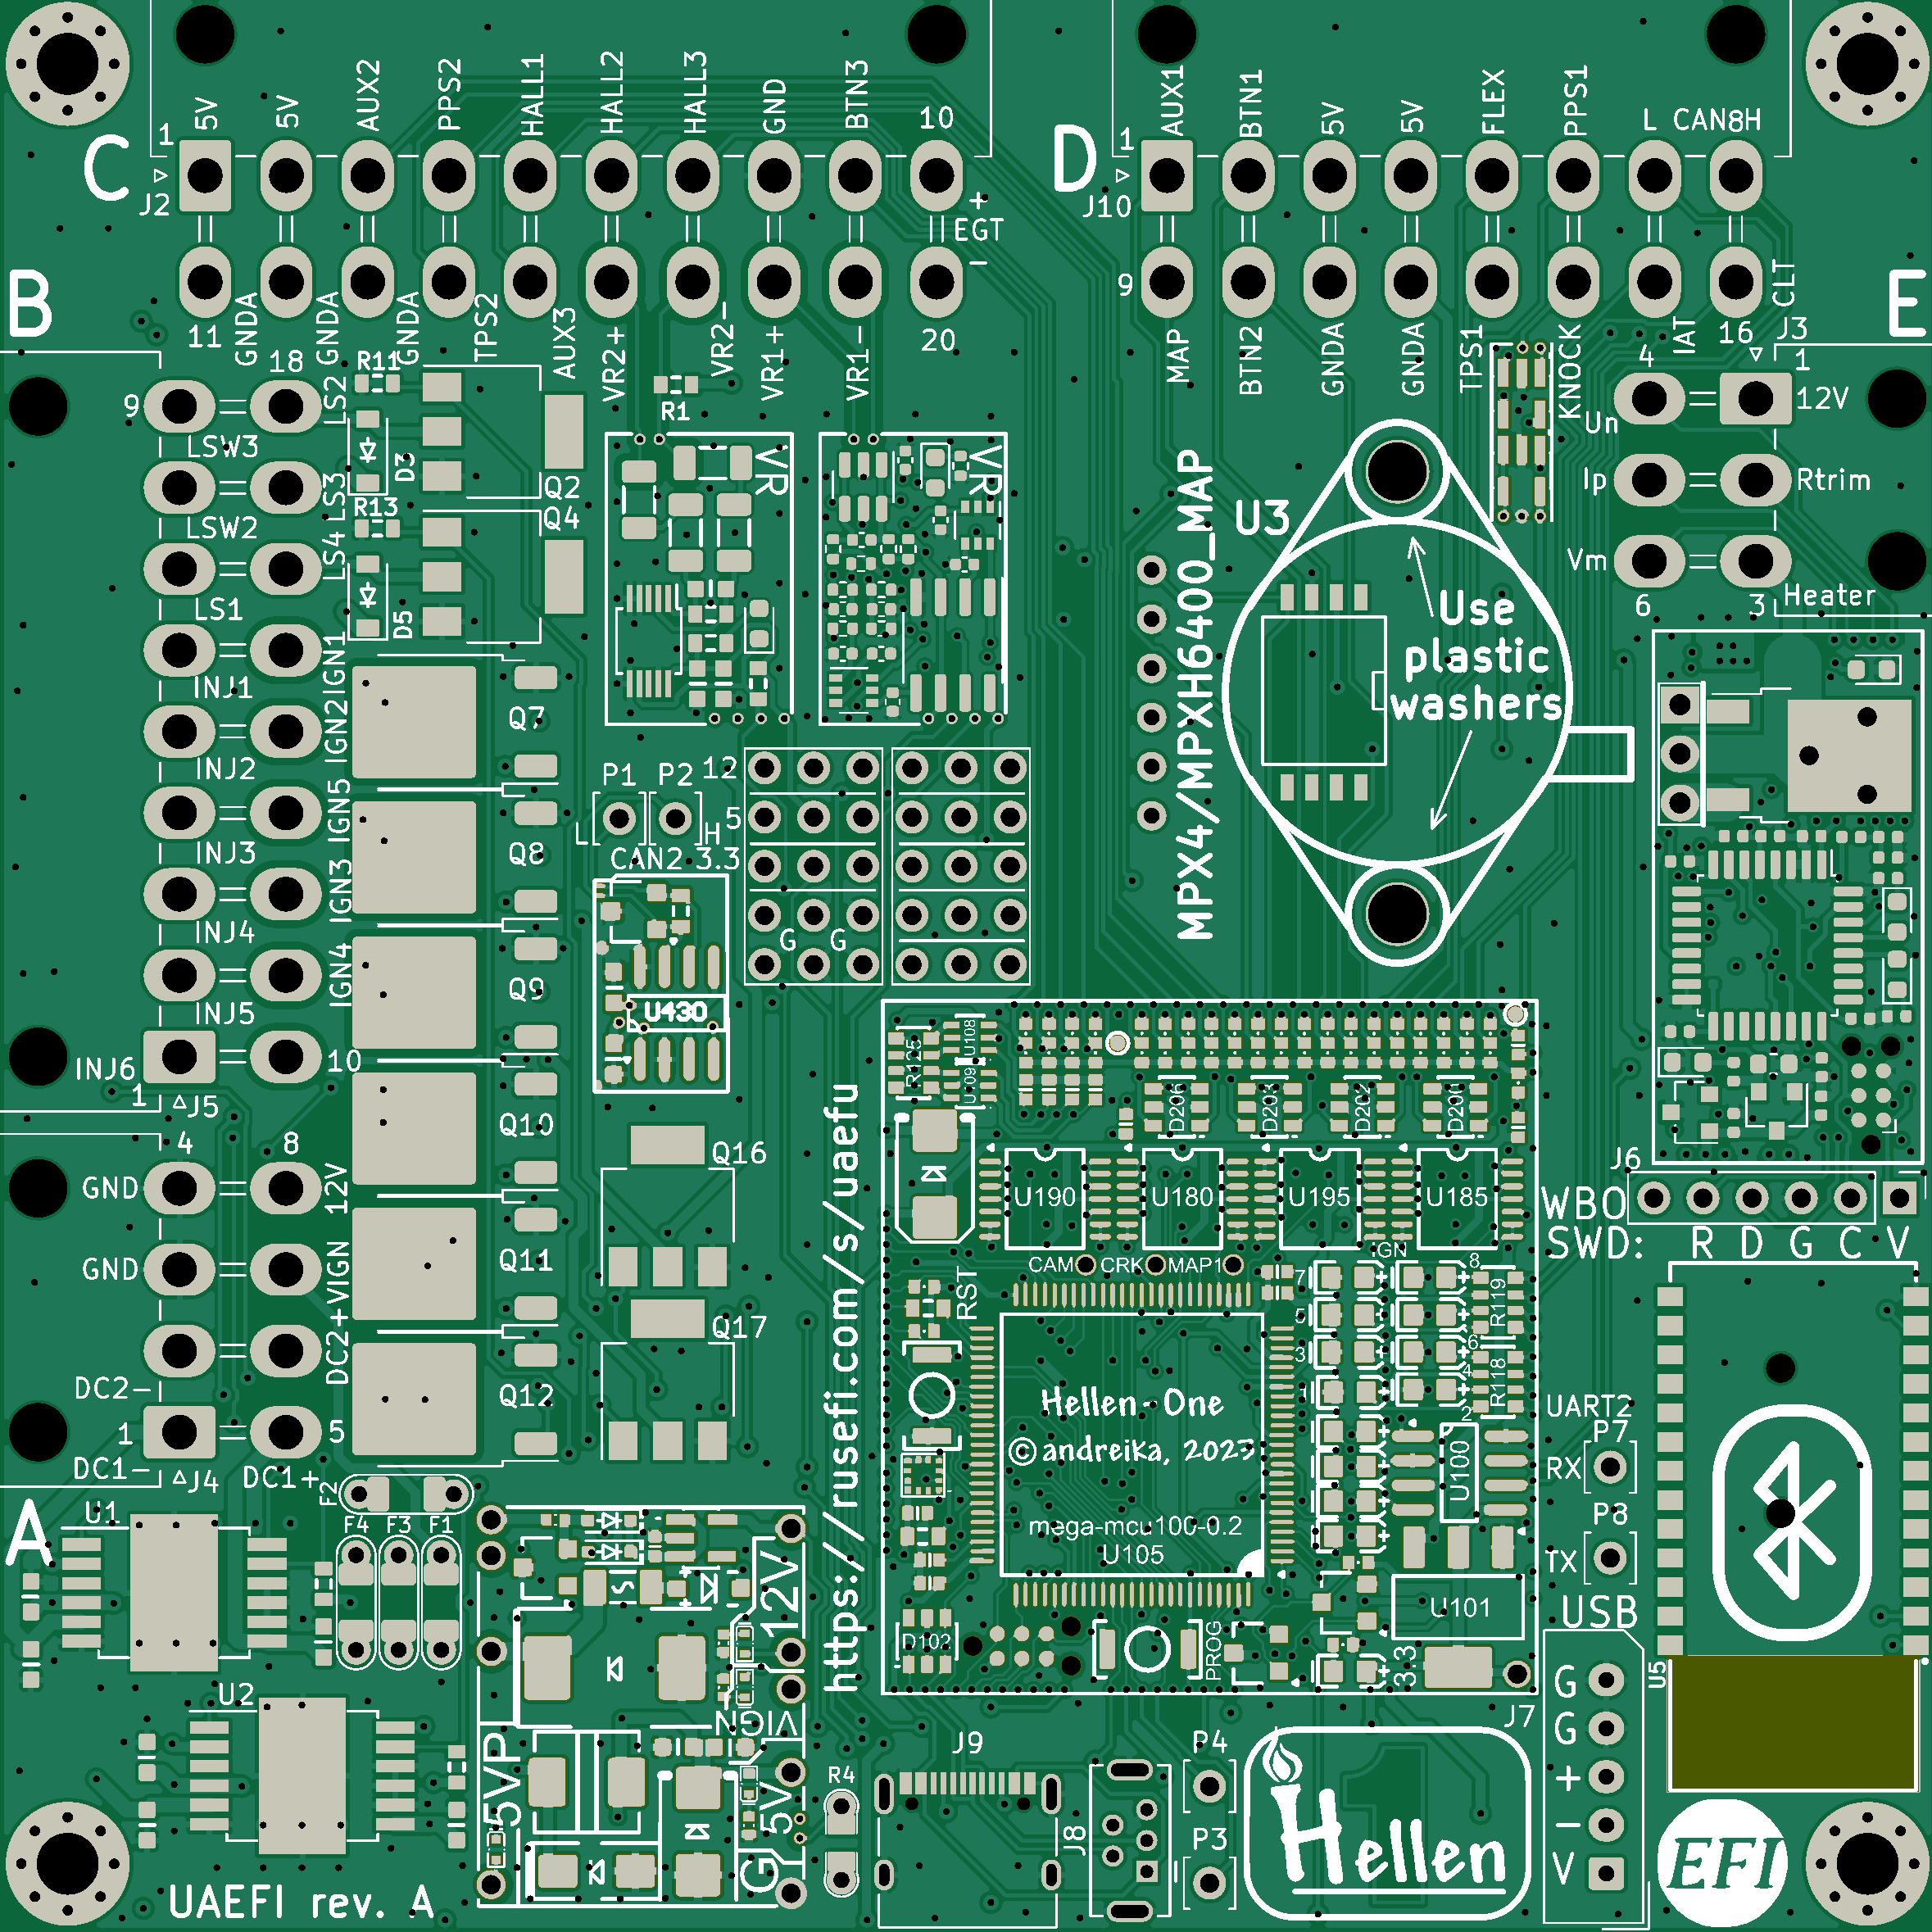 C
1
5V
5V
AUX2
PPS2
HALL1
HALL2
HALL3
GND
BTN3
10
J2
+
EGT
-
11
GNDA
GNDA
GNDA
TPS2
AUX3
VR2+
VR2-
VR1+
VR1-
20
D
1
AUX1
BTN1
5V
5V
FLEX
PPS1
L CAN8H
J10
9
MAP
BTN2
GNDA
GNDA
TPS1
KNOCK
IAT
16
CLT
E
J3
4
1
Un
12V
Ip
Rtrim
Vm
6
3
Heater
B
9
18
LS2
LSW3
LS3
LSW2
LS4
LS1
IGN1
INJ1
IGN2
INJ2
IGN5
INJ3
IGN3
INJ4
IGN4
INJ5
INJ6
10
1
J5
R11
D3
Q2
R13
Q4
D5
R1
VR
VR
Q7
Q8
Q9
Q10
Q11
Q12
P1
P2
12
L
H
5
CAN2
3.3
G
G
U430
Q16
Q17
U3
MPX4/MPXH6400_MAP
Use
plastic
washers
4
8
GND
12V
GND
VIGN
DC2+
DC2-
1
5
DC1-
J4
DC1+
A
U1
F2
F4
F3
F1
U2
12V
VIGN
5VP
5V
G
S
UAEFI rev. A
https://rusefi.com/s/uaefu
R125
U108
U109
D206
D203
D202
D201
U190
U180
U195
U185
CAM
CRK
MAP1
IGN
RST
7
8
5
6
3
4
2
R119
R118
Hellen-One
©andreika, 2023
mega-mcu100-0.2
U105
U100
U101
D102
PROG
3.3
J6
WBO
SWD: R D G C V
UART2
P7
RX
P8
TX
USB
U5
J7
G
G
+
-
V
R4
J9
J8
P4
P3
Hellen
1
EFI